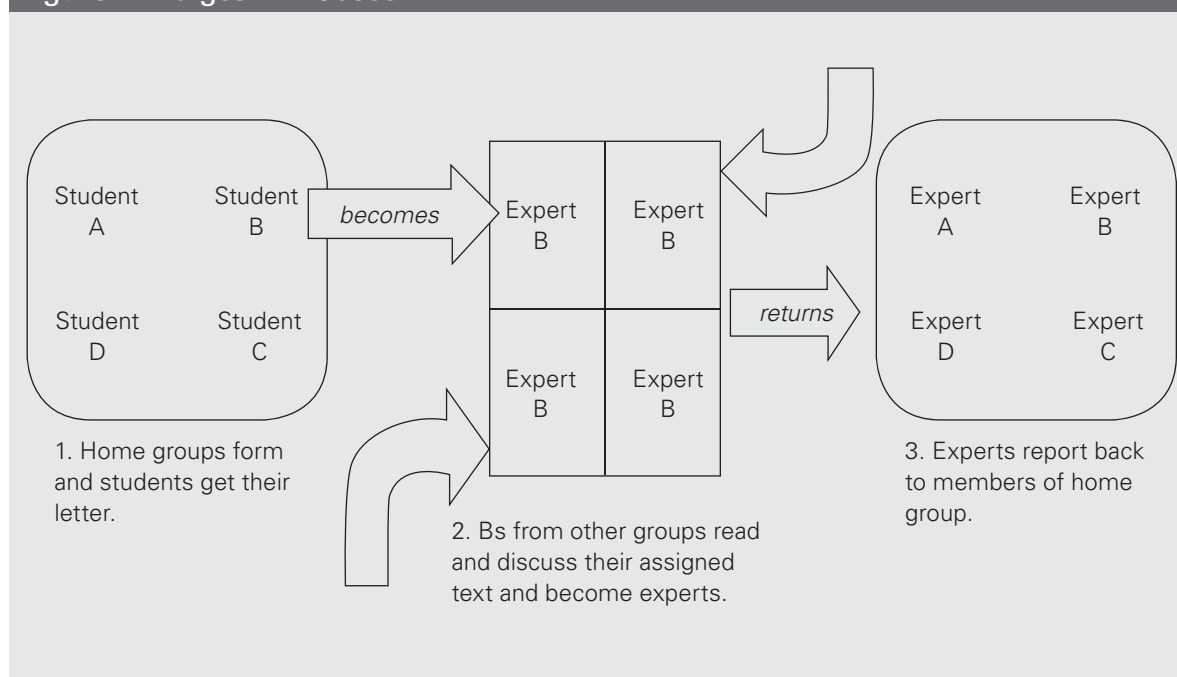 Student
A
Student
B
Student
D
Student
C
becomes
Expert
B
Expert
B
Expert
B
Expert
B
returns
Expert
A
Expert
B
Expert
D
Expert
C
1. Home groups form
and students get their
letter.
2. Bs from other groups read
and discuss their assigned
text and become experts.
3. Experts report back
to members of home
group.